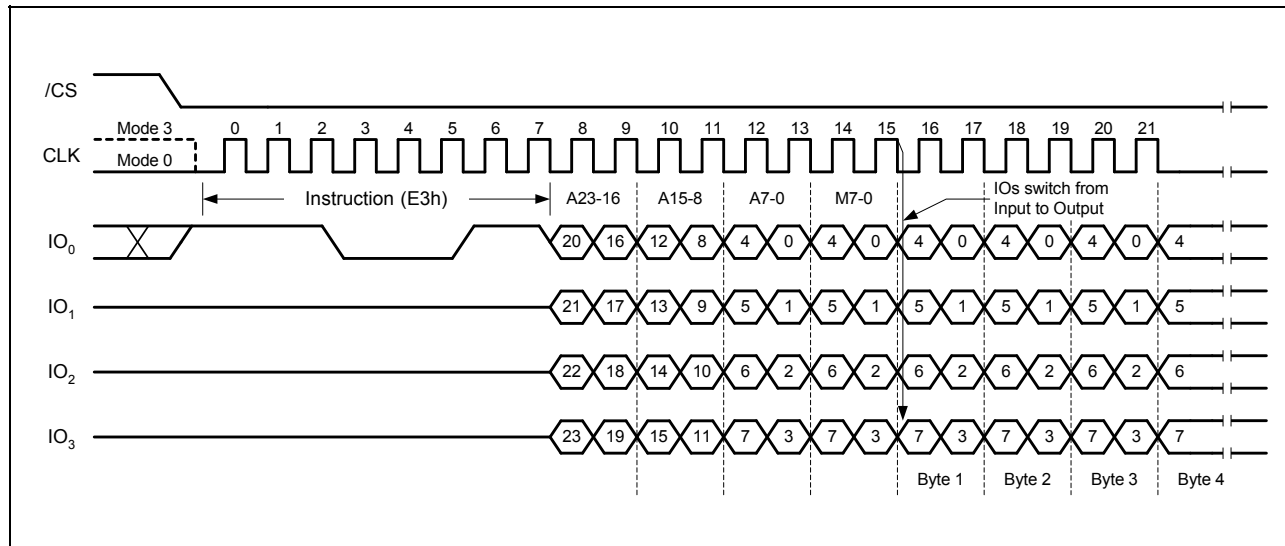 /CS
Mode 3 0 1 2 3 4 5 6 7 8 9 10 11 12 13 14 15 16 17 18 19 20 21
CLK
Mode 0
Instruction (E3h) A23-16 A15-8 A7-0 M7-0 IOs switch from
Input to Output
IO0 20 16 12 8 4 0 4 0 4 0 4 0 4 0 4
IO1 21 17 13 9 5 1 5 1 5 1 5 1 5 1 5
IO2 22 18 14 10 6 2 6 2 6 2 6 2 6 2 6
IO3 23 19 15 11 7 3 7 3 7 3 7 3 7 3 7
Byte 1 Byte 2 Byte 3 Byte 4